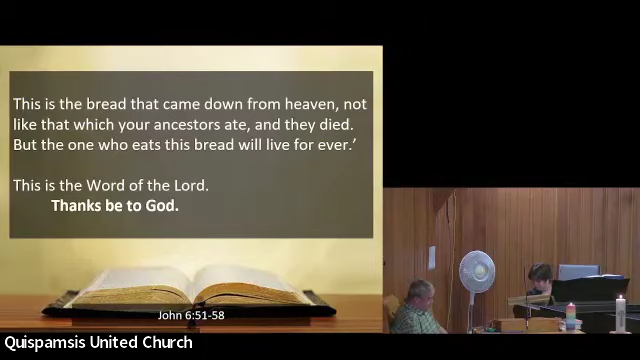 This is the bread that came down from heaven, not
like that which your ancestors ate, and they died.
But the one who eats this bread will live for ever.’
This is the Word of the Lord.
Thanks be to God.
John 6:51-58
Quispamsis United Church